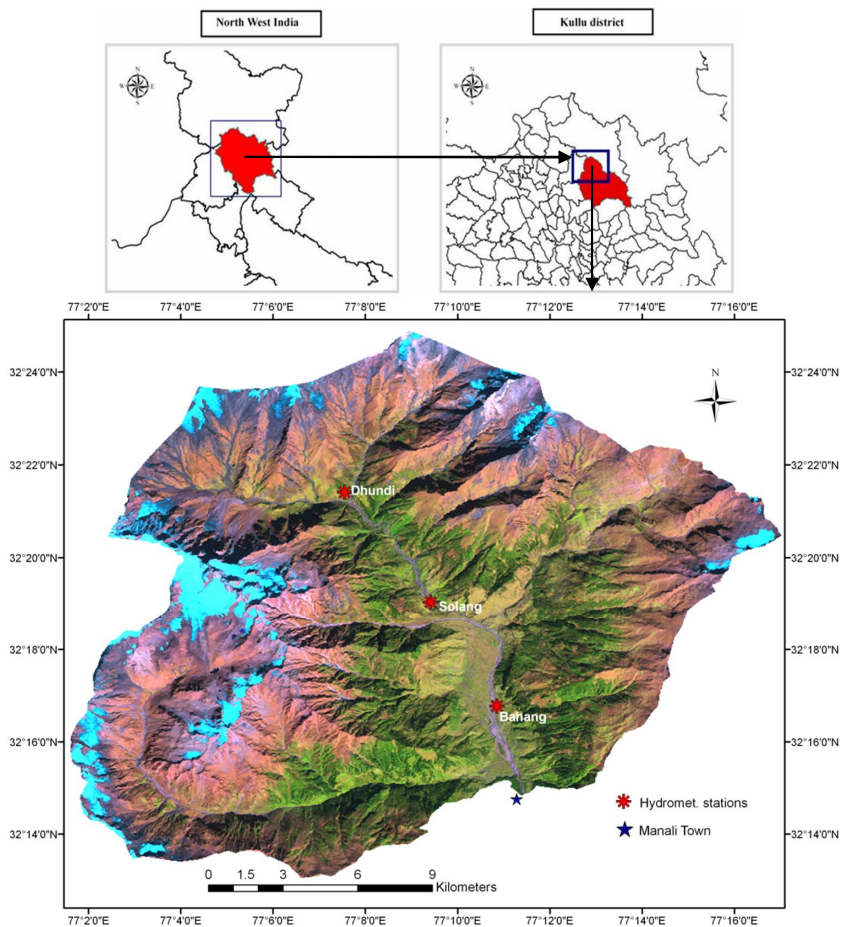 North West India
Kullu district
N
W E
S
N
W E
S
77°2'0"E 77°4'0"E 77°6'0"E 77°8'0"E 77°10'0"E 77°12'0"E 77°14'0"E 77°16'0"E
N
32°24'0"N 32°24'0"N
32°22'0"N 32°22'0"N
Dhundi
32°20'0"N 32°20'0"N
Solang
32°18'0"N 32°18'0"N
Bahang
32°16'0"N 32°16'0"N
Hydromet. stations
32°14'0"N 32°14'0"N
Manali Town
0 1.5 3 6 9
Kilometers
77°2'0"E 77°4'0"E 77°6'0"E 77°8'0"E 77°10'0"E 77°12'0"E 77°14'0"E 77°16'0"E